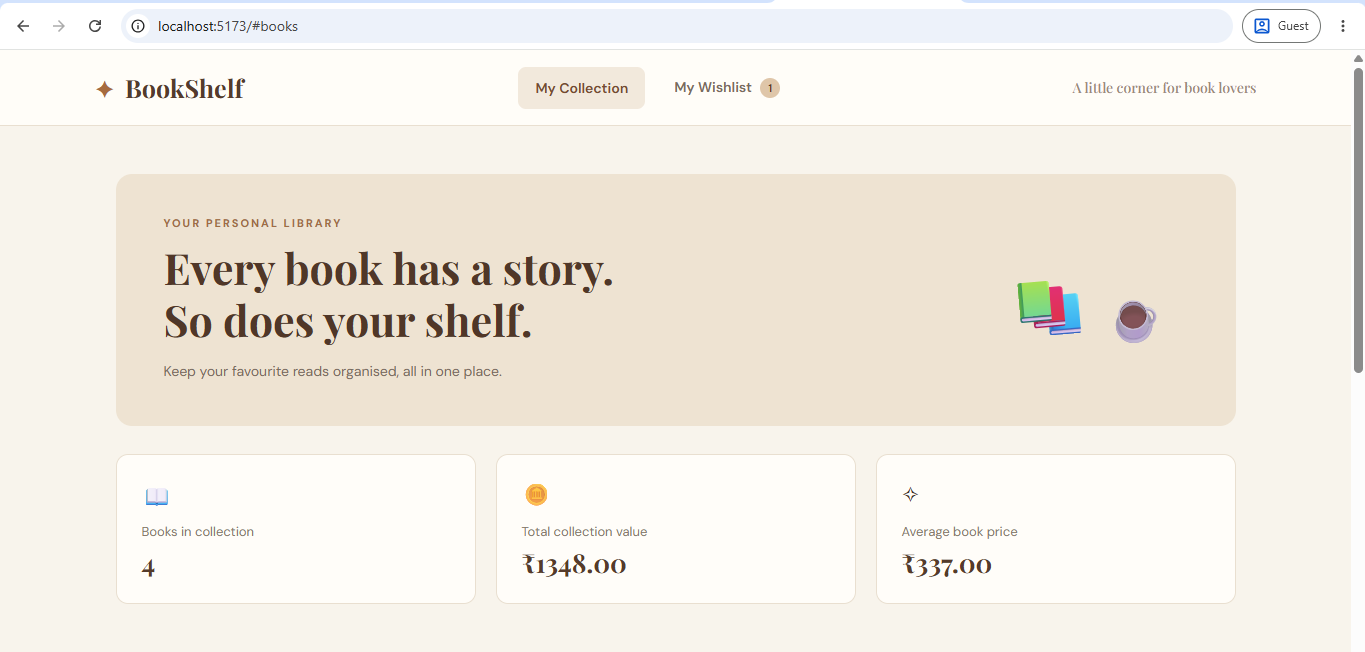 localhost:5173/#books
Guest
BookShelf
My Collection
My Wishlist 1
A little corner for book lovers
YOUR PERSONAL LIBRARY
Every book has a story.
So does your shelf.
Keep your favourite reads organised, all in one place.
Books in collection
4
Total collection value
₹1348.00
Average book price
₹337.00